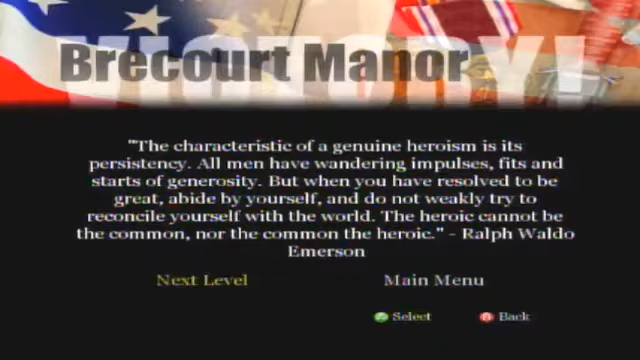 VICTORY!
Brecourt Manor
"The characteristic of a genuine heroism is its
persistency. All men have wandering impulses, fits and
starts of generosity. But when you have resolved to be
great, abide by yourself, and do not weakly try to
reconcile yourself with the world. The heroic cannot be
the common, nor the common the heroic." - Ralph Waldo
Emerson
Next Level
Main Menu
Select
Back